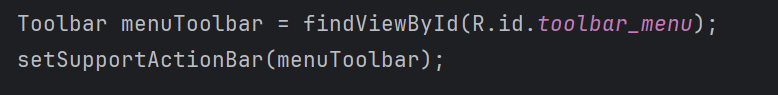 Toolbar menuToolbar = findViewById(R.id.toolbar_menu);
setSupportActionBar(menuToolbar);